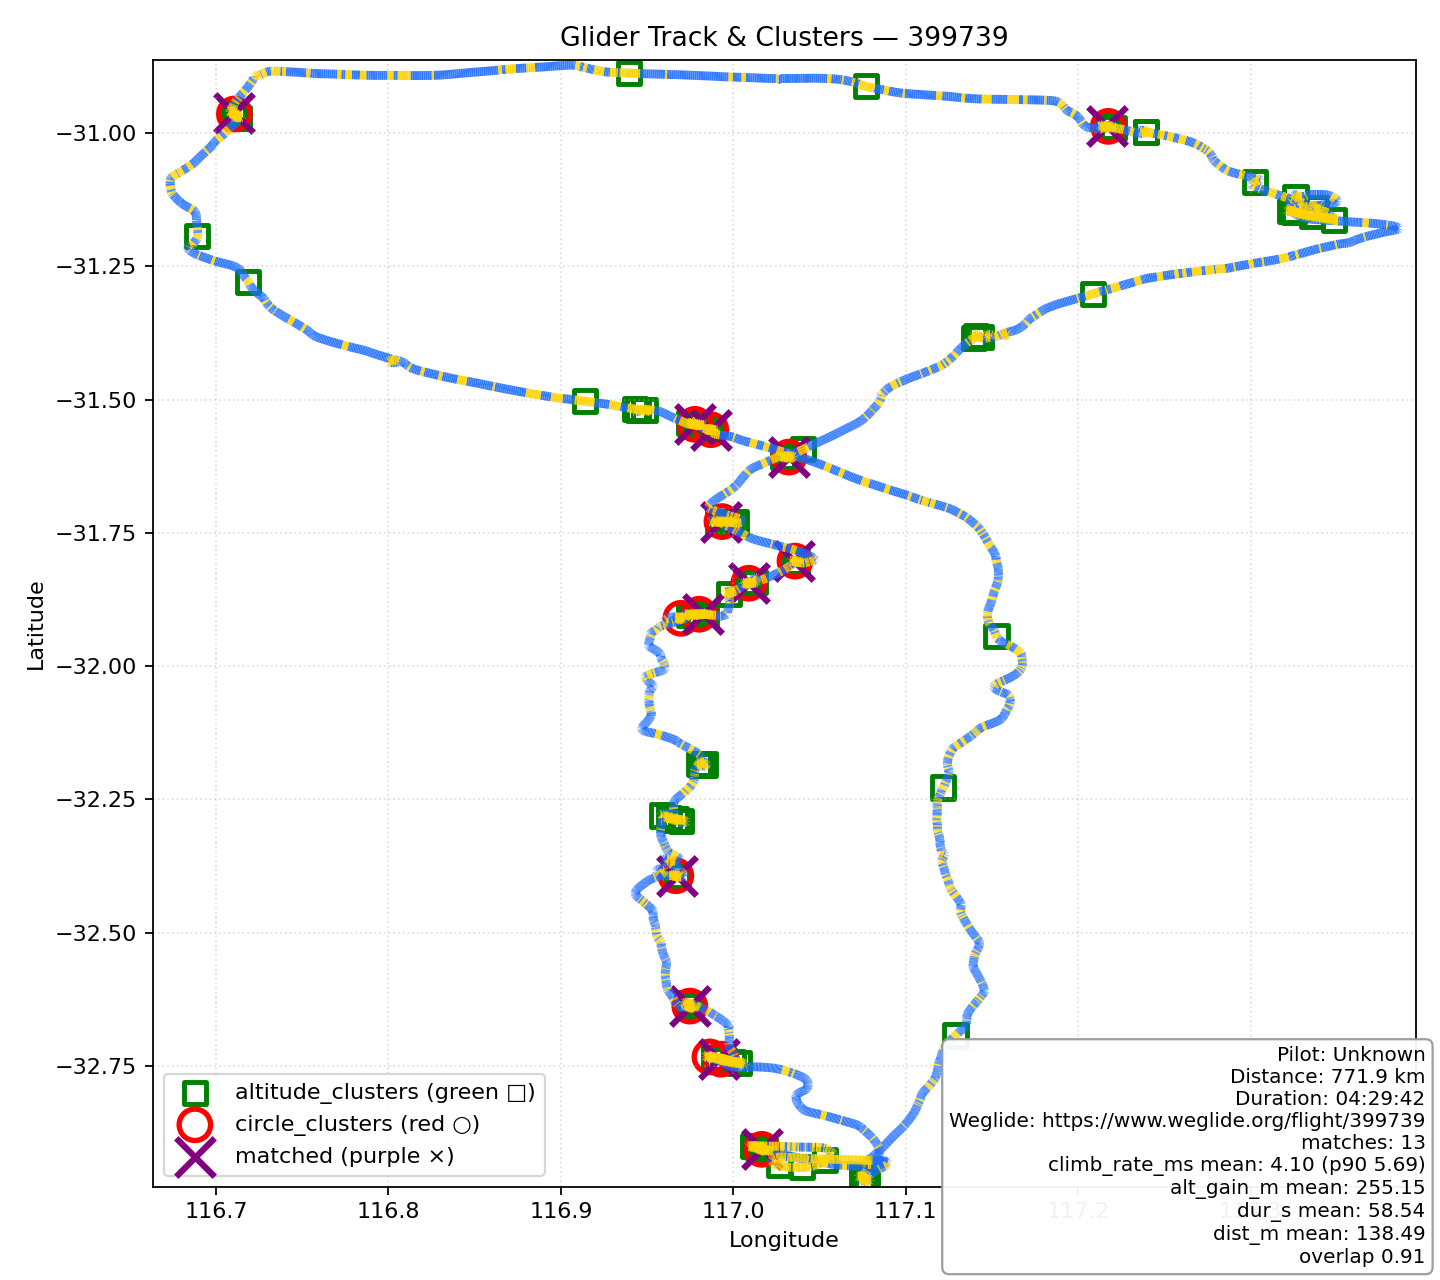 Glider Track & Clusters — 399739
Latitude
−31.00
−31.25
−31.50
−31.75
−32.00
−32.25
−32.50
−32.75
altitude_clusters (green □)
circle_clusters (red ○)
matched (purple ×)
Pilot: Unknown
Distance: 771.9 km
Duration: 04:29:42
Weglide: https://www.weglide.org/flight/399739
matches: 13
climb_rate_ms mean: 4.10 (p90 5.69)
alt_gain_m mean: 255.15
dur_s mean: 58.54
dist_m mean: 138.49
overlap 0.91
116.7 116.8 116.9 117.0 117.1 117.2
Longitude